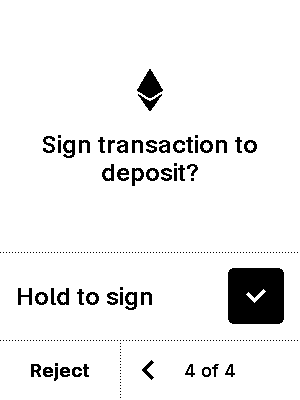 Sign transaction to
deposit?
Hold to sign
Reject
4 of 4